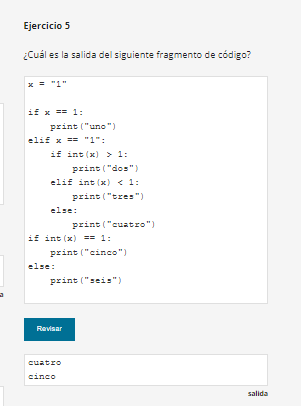 Ejercicio 5
¿Cuál es la salida del siguiente fragmento de código?
x = "1"
if x == 1:
    print("uno")
elif x == "1":
    if int(x) > 1:
        print("dos")
    elif int(x) < 1:
        print("tres")
    else:
        print("cuatro")
if int(x) == 1:
    print("cinco")
else:
    print("seis")
a
Revisar
cuatro
cinco
salida